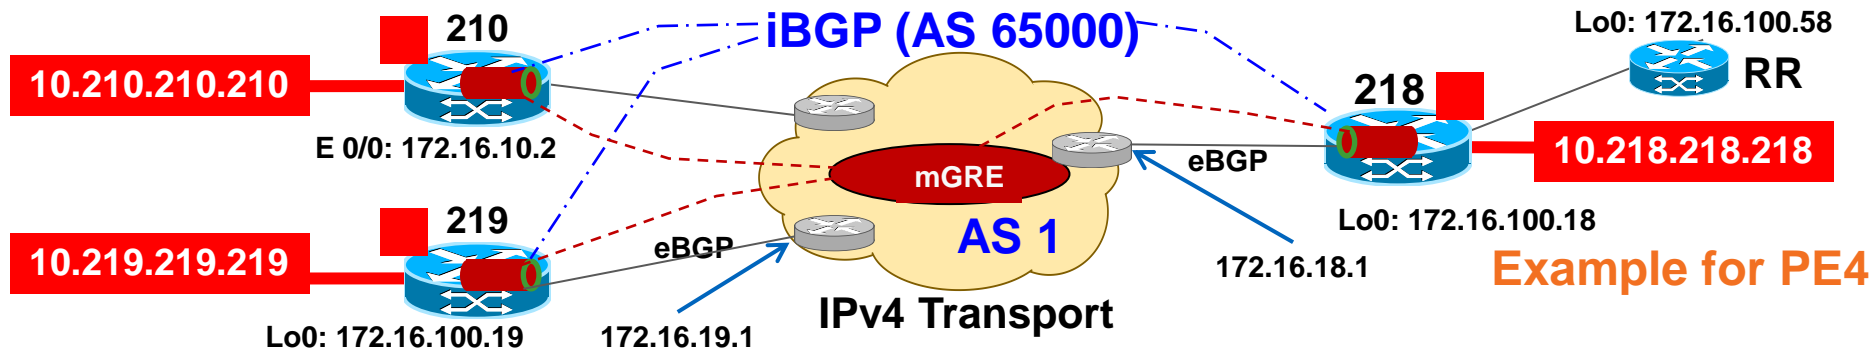 iBGP (AS 65000)
Lo0: 172.16.100.58
210
RR
10.210.210.210
218
E 0/0: 172.16.10.2
eBGP
10.218.218.218
mGRE
219
Lo0: 172.16.100.18
AS 1
eBGP
10.219.219.219
172.16.18.1
Example for PE4
IPv4 Transport
Lo0: 172.16.100.19
172.16.19.1